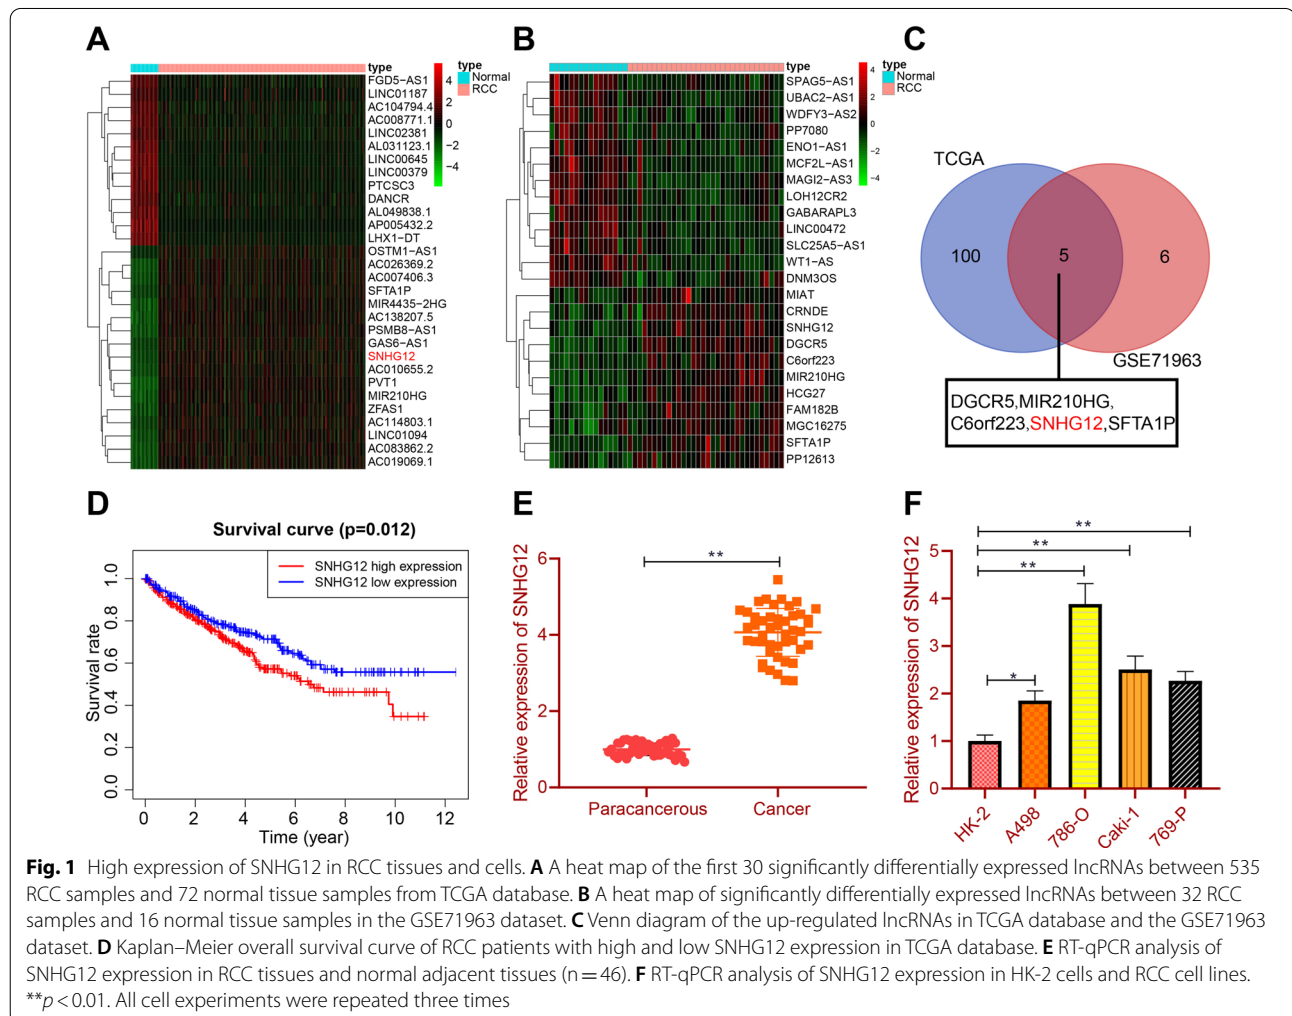 A
type
FGD5-AS1
LINC01187
AC104794.4
AC008771.1
LINC02381
AL031123.1
LINC00645
LINC00379
PTCSC3
DANCR
AL049838.1
AP005432.2
LHX1-DT
OSTM1-AS1
AC026369.2
AC007406.3
SFTA1P
MIR4435-2HG
AC138207.5
PSMB8-AS1
GAS6-AS1
SNHG12
AC010655.2
PVT1
MIR210HG
ZFAS1
AC114803.1
LINC01094
AC083862.2
AC019069.1
4
2
0
-2
-4
type
Normal
RCC
B
type
SPAG5-AS1
UBAC2-AS1
WDFY3-AS2
PP7080
ENO1-AS1
MCF2L-AS1
MAGI2-AS3
LOH12CR2
GABARAPL3
LINC00472
SLC25A5-AS1
WT1-AS
DNM3OS
MIAT
CRNDE
SNHG12
DGCR5
C6orf223
MIR210HG
HCG27
FAM182B
MGC16275
SFTA1P
PP12613
4
2
0
-2
-4
type
Normal
RCC
C
TCGA
100
5
6
GSE71963
DGCR5,MIR210HG,
C6orf223,SNHG12,SFTA1P
D
Survival curve (p=0.012)
SNHG12 high expression
SNHG12 low expression
Survival rate
1.0
0.8
0.6
0.4
0.2
0.0
0 2 4 6 8 10 12
Time (year)
E
Relative expression of SNHG12
6
4
2
0
**
Paracancerous Cancer
F
Relative expression of SNHG12
5
4
3
2
1
0
**
**
**
*
HK-2 A498 786-O Caki-1 769-P
Fig. 1 High expression of SNHG12 in RCC tissues and cells. A A heat map of the first 30 significantly differentially expressed lncRNAs between 535
RCC samples and 72 normal tissue samples from TCGA database. B A heat map of significantly differentially expressed lncRNAs between 32 RCC
samples and 16 normal tissue samples in the GSE71963 dataset. C Venn diagram of the up-regulated lncRNAs in TCGA database and the GSE71963
dataset. D Kaplan–Meier overall survival curve of RCC patients with high and low SNHG12 expression in TCGA database. E RT-qPCR analysis of
SNHG12 expression in RCC tissues and normal adjacent tissues (n = 46). F RT-qPCR analysis of SNHG12 expression in HK-2 cells and RCC cell lines.
**p < 0.01. All cell experiments were repeated three times